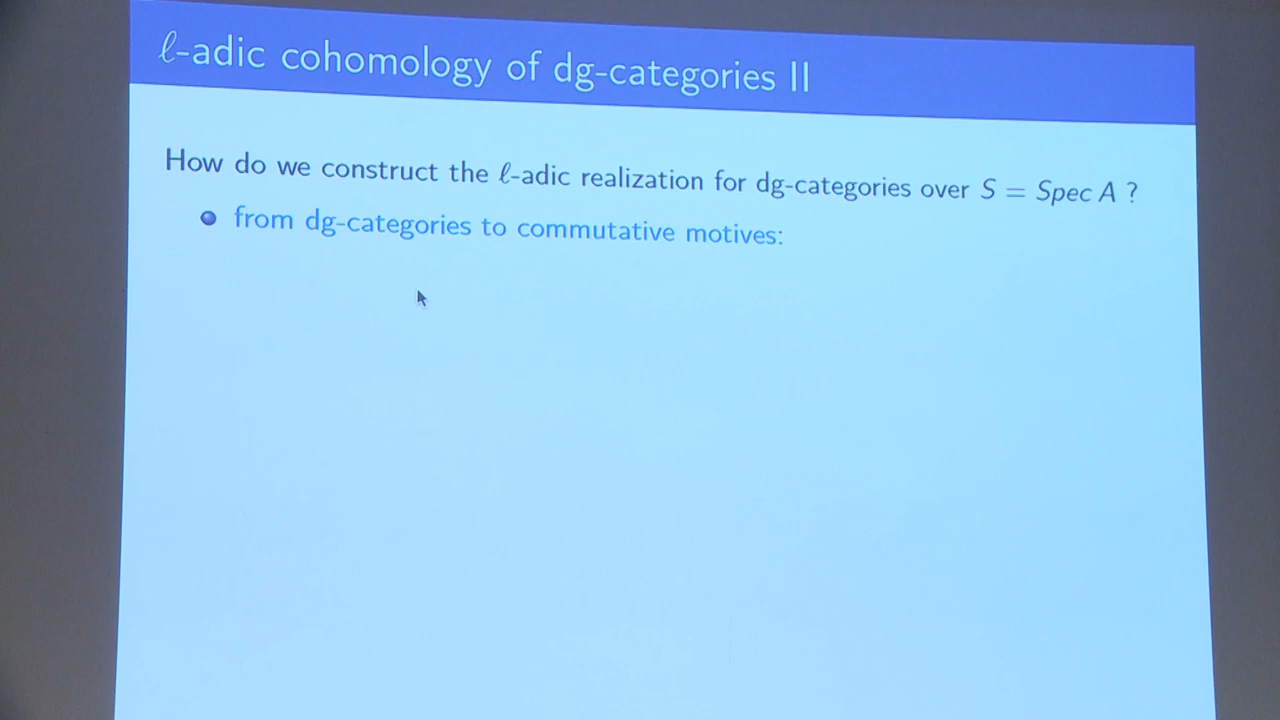 ℓ-adic cohomology of dg-categories II
How do we construct the ℓ-adic realization for dg-categories over S = Spec A ?
from dg-categories to commutative motives: